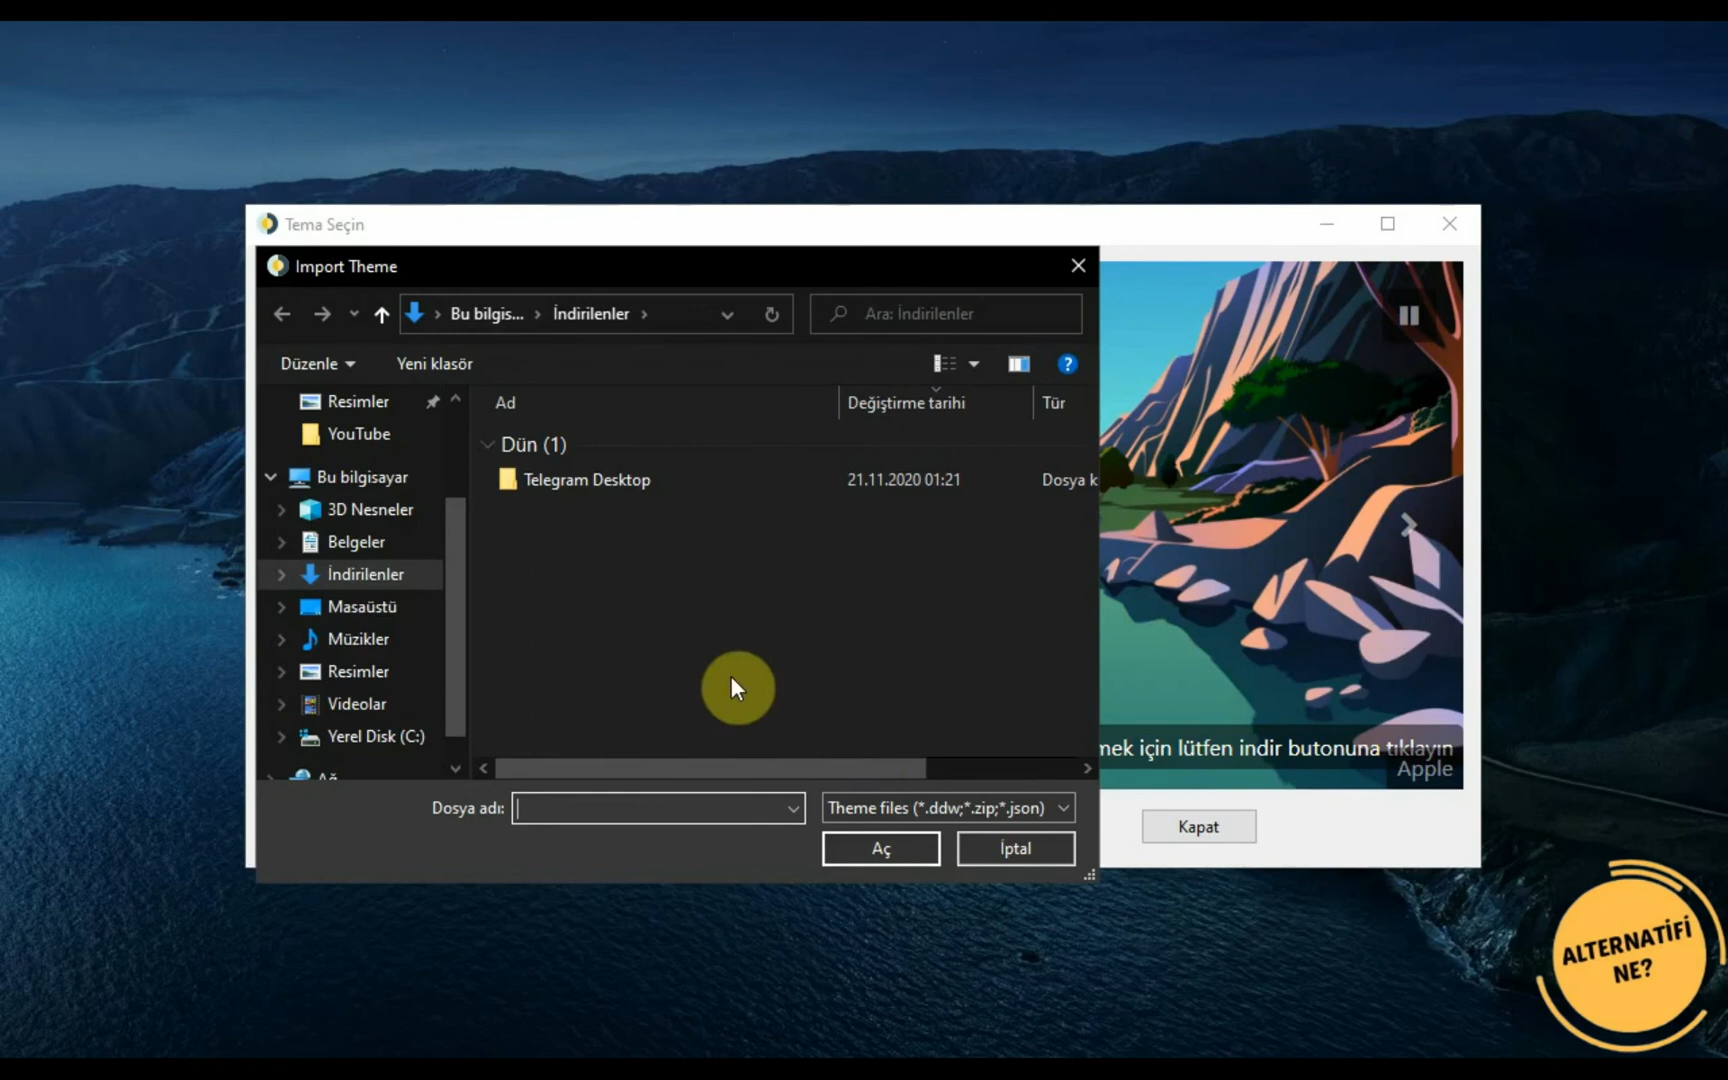 Tema Seçin
Import Theme
Bu bilgis... İndirilenler
Ara: İndirilenler
Düzenle
Yeni klasör
Resimler
YouTube
Bu bilgisayar
3D Nesneler
Belgeler
İndirilenler
Masaüstü
Müzikler
Resimler
Videolar
Yerel Disk (C:)
Ağ
Ad
Değiştirme tarihi
Tür
Dün (1)
Telegram Desktop
21.11.2020 01:21
Dosya k
mek için lütfen indir butonuna tıklayın
Apple
Dosya adı:
Theme files (*.ddw;*.zip;*.json)
Aç
İptal
Kapat
ALTERNATİFİ
NE?